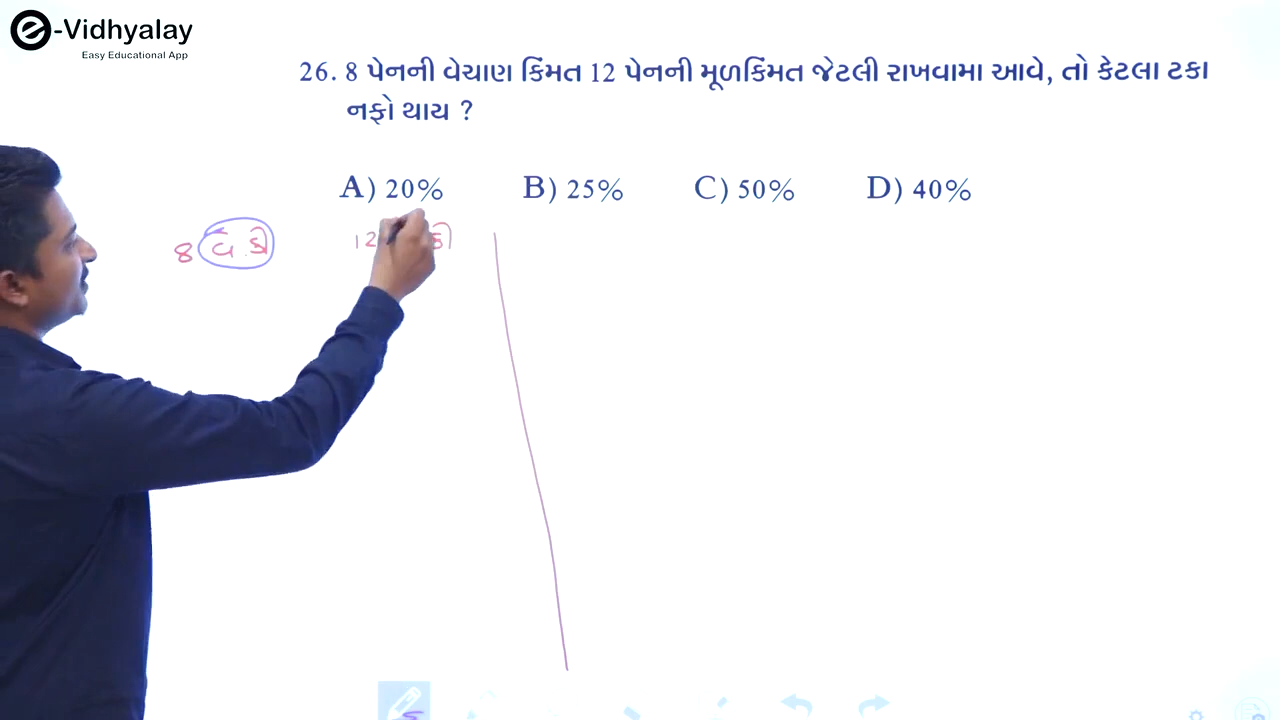 e-Vidhyalay
Easy Educational App
26. 8 પેનની વેચાણ કિંમત 12 પેનની મૂળકિંમત જેટલી રાખવામા આવે, તો કેટલા ટકા
નફો થાય ?
A) 20% B) 25% C) 50% D) 40%
8 વે.કી 12